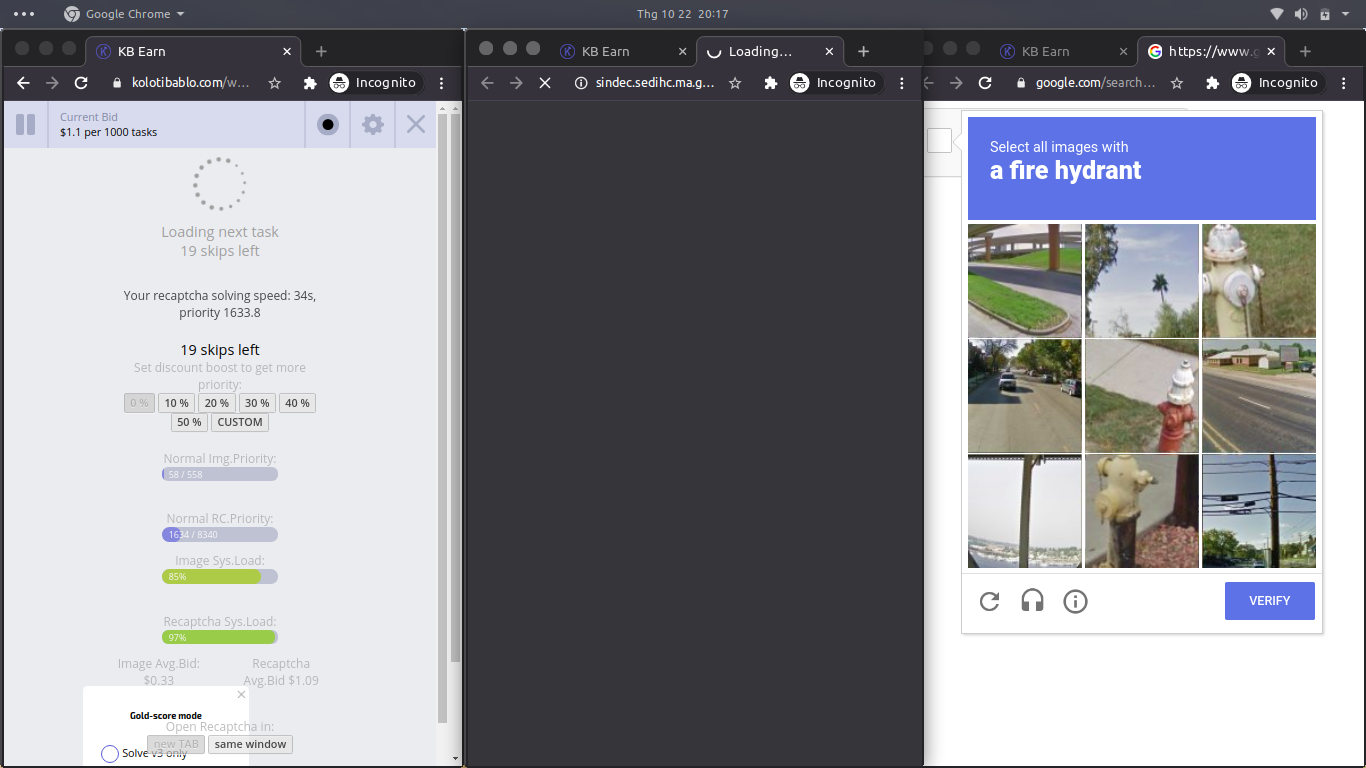 Google Chrome
Thg 10 22 20:17
KB Earn
kolotibablo.com/w...
Incognito
Current Bid
$1.1 per 1000 tasks
Loading next task
19 skips left
Your recaptcha solving speed: 34s,
priority 1633.8
19 skips left
Set discount boost to get more
priority:
0 %
10 %
20 %
30 %
40 %
50 %
CUSTOM
Normal Img.Priority:
58 / 558
Normal RC.Priority:
1634 / 8340
Image Sys.Load:
85%
Recaptcha Sys.Load:
97%
Image Avg.Bid:
$0.33
Recaptcha
Avg.Bid $1.09
Gold-score mode
Open Recaptcha in:
new TAB
same window
Solve v3 only
KB Earn
Loading...
sindec.sedihc.ma.g...
Incognito
KB Earn
https://www.g
google.com/search...
Incognito
Select all images with
a fire hydrant
VERIFY